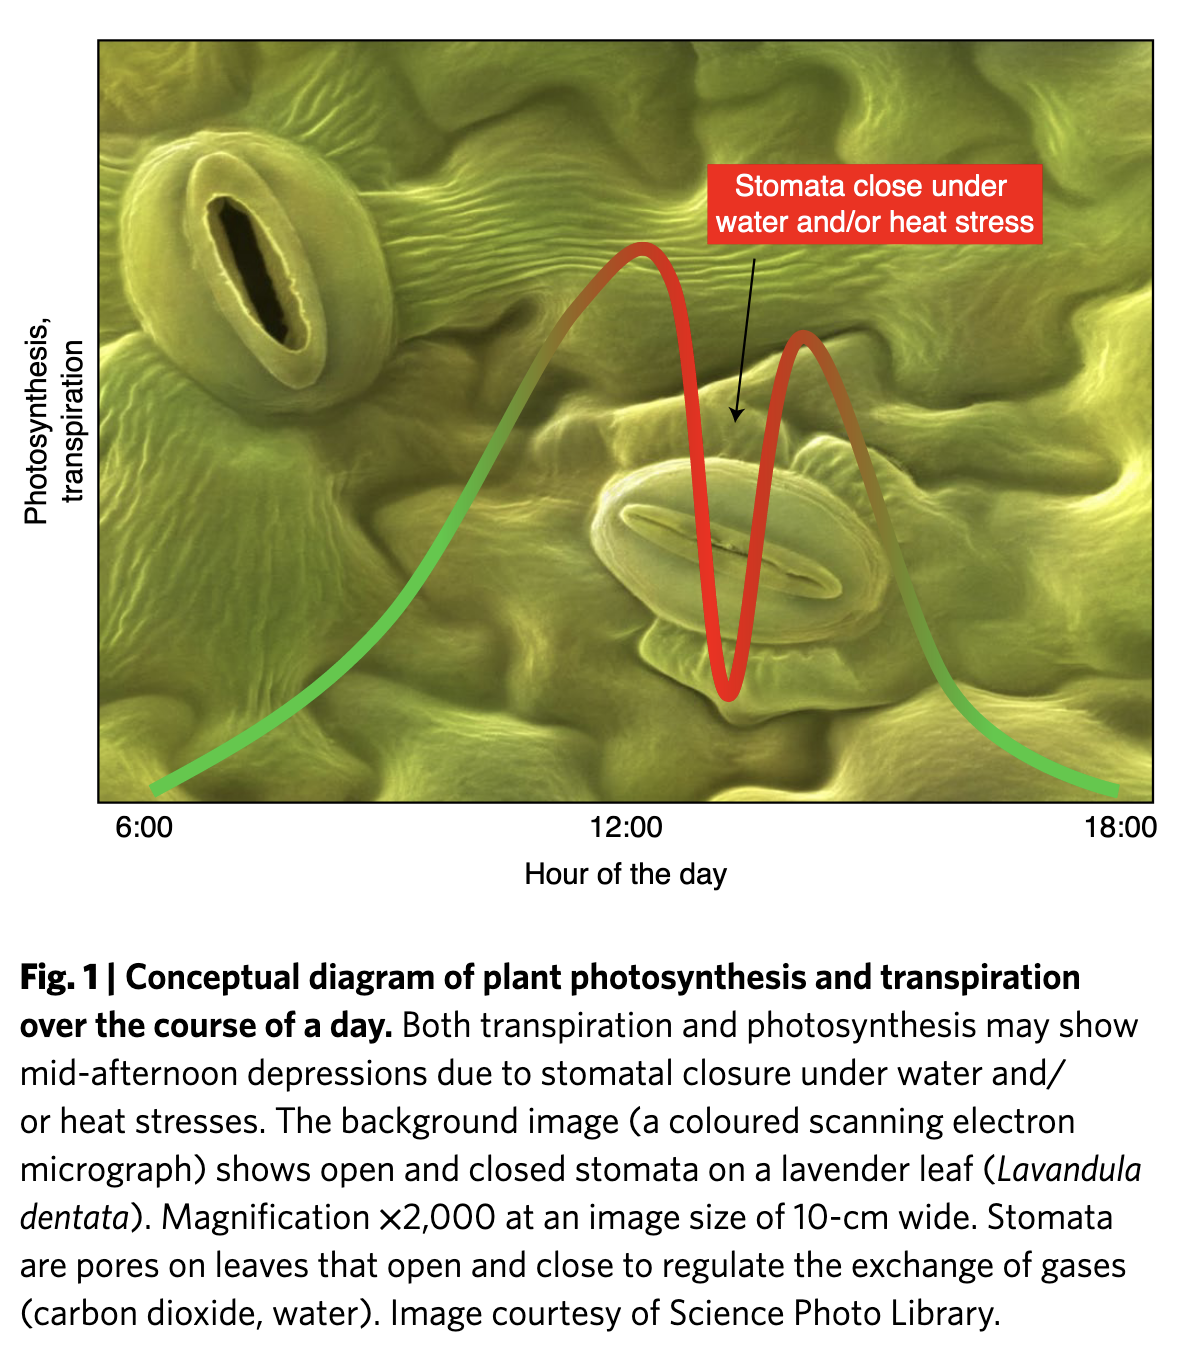 Stomata close under
water and/or heat stress
Photosynthesis,
transpiration
6:00 12:00 18:00
Hour of the day
Fig. 1 | Conceptual diagram of plant photosynthesis and transpiration
over the course of a day. Both transpiration and photosynthesis may show
mid-afternoon depressions due to stomatal closure under water and/
or heat stresses. The background image (a coloured scanning electron
micrograph) shows open and closed stomata on a lavender leaf (Lavandula
dentata). Magnification ×2,000 at an image size of 10-cm wide. Stomata
are pores on leaves that open and close to regulate the exchange of gases
(carbon dioxide, water). Image courtesy of Science Photo Library.